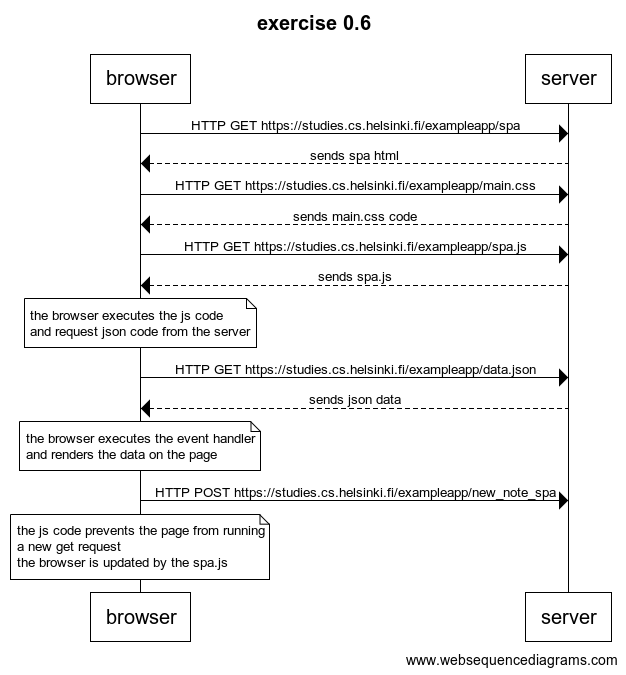 exercise 0.6
browser
server
HTTP GET https://studies.cs.helsinki.fi/exampleapp/spa
sends spa html
HTTP GET https://studies.cs.helsinki.fi/exampleapp/main.css
sends main.css code
HTTP GET https://studies.cs.helsinki.fi/exampleapp/spa.js
sends spa.js
the browser executes the js code
and request json code from the server
HTTP GET https://studies.cs.helsinki.fi/exampleapp/data.json
sends json data
the browser executes the event handler
and renders the data on the page
HTTP POST https://studies.cs.helsinki.fi/exampleapp/new_note_spa
the js code prevents the page from running
a new get request
the browser is updated by the spa.js
browser
server
www.websequencediagrams.com